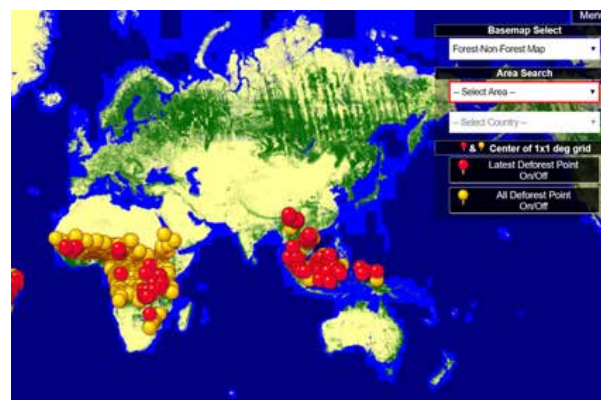 Menu
Basemap Select
Forest-Non-Forest Map
Area Search
-- Select Area --
-- Select Country --
& Center of 1x1 deg grid
Latest Deforest Point
On/Off
All Deforest Point
On/Off